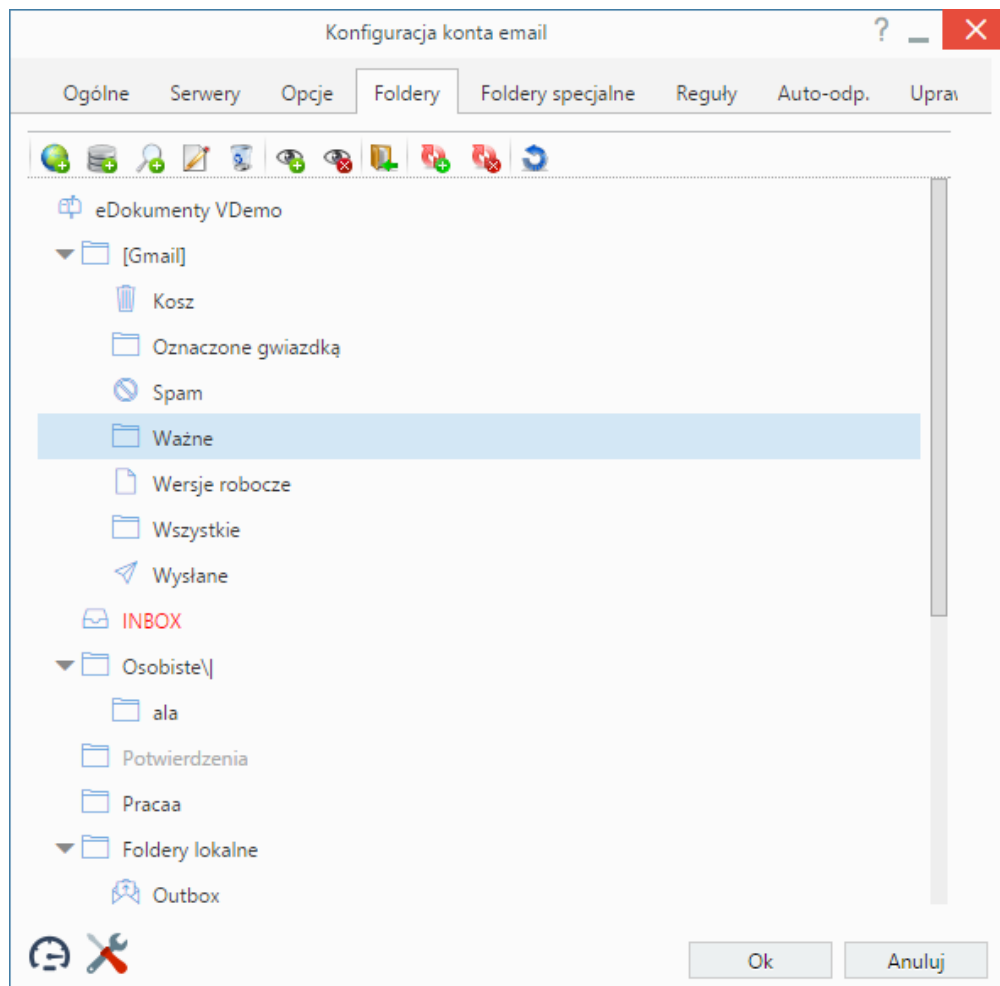 Konfiguracja konta email
?
Ogólne Serwery Opcje Foldery Foldery specjalne Reguły Auto-odp.
eDokumenty VDemo
[Gmail]
Kosz
Oznaczone gwiazdką
Spam
Ważne
Wersje robocze
Wszystkie
Wysłane
INBOX
Osobiste\|
ala
Potwierdzenia
Pracaa
Foldery lokalne
Outbox
Ok Anuluj